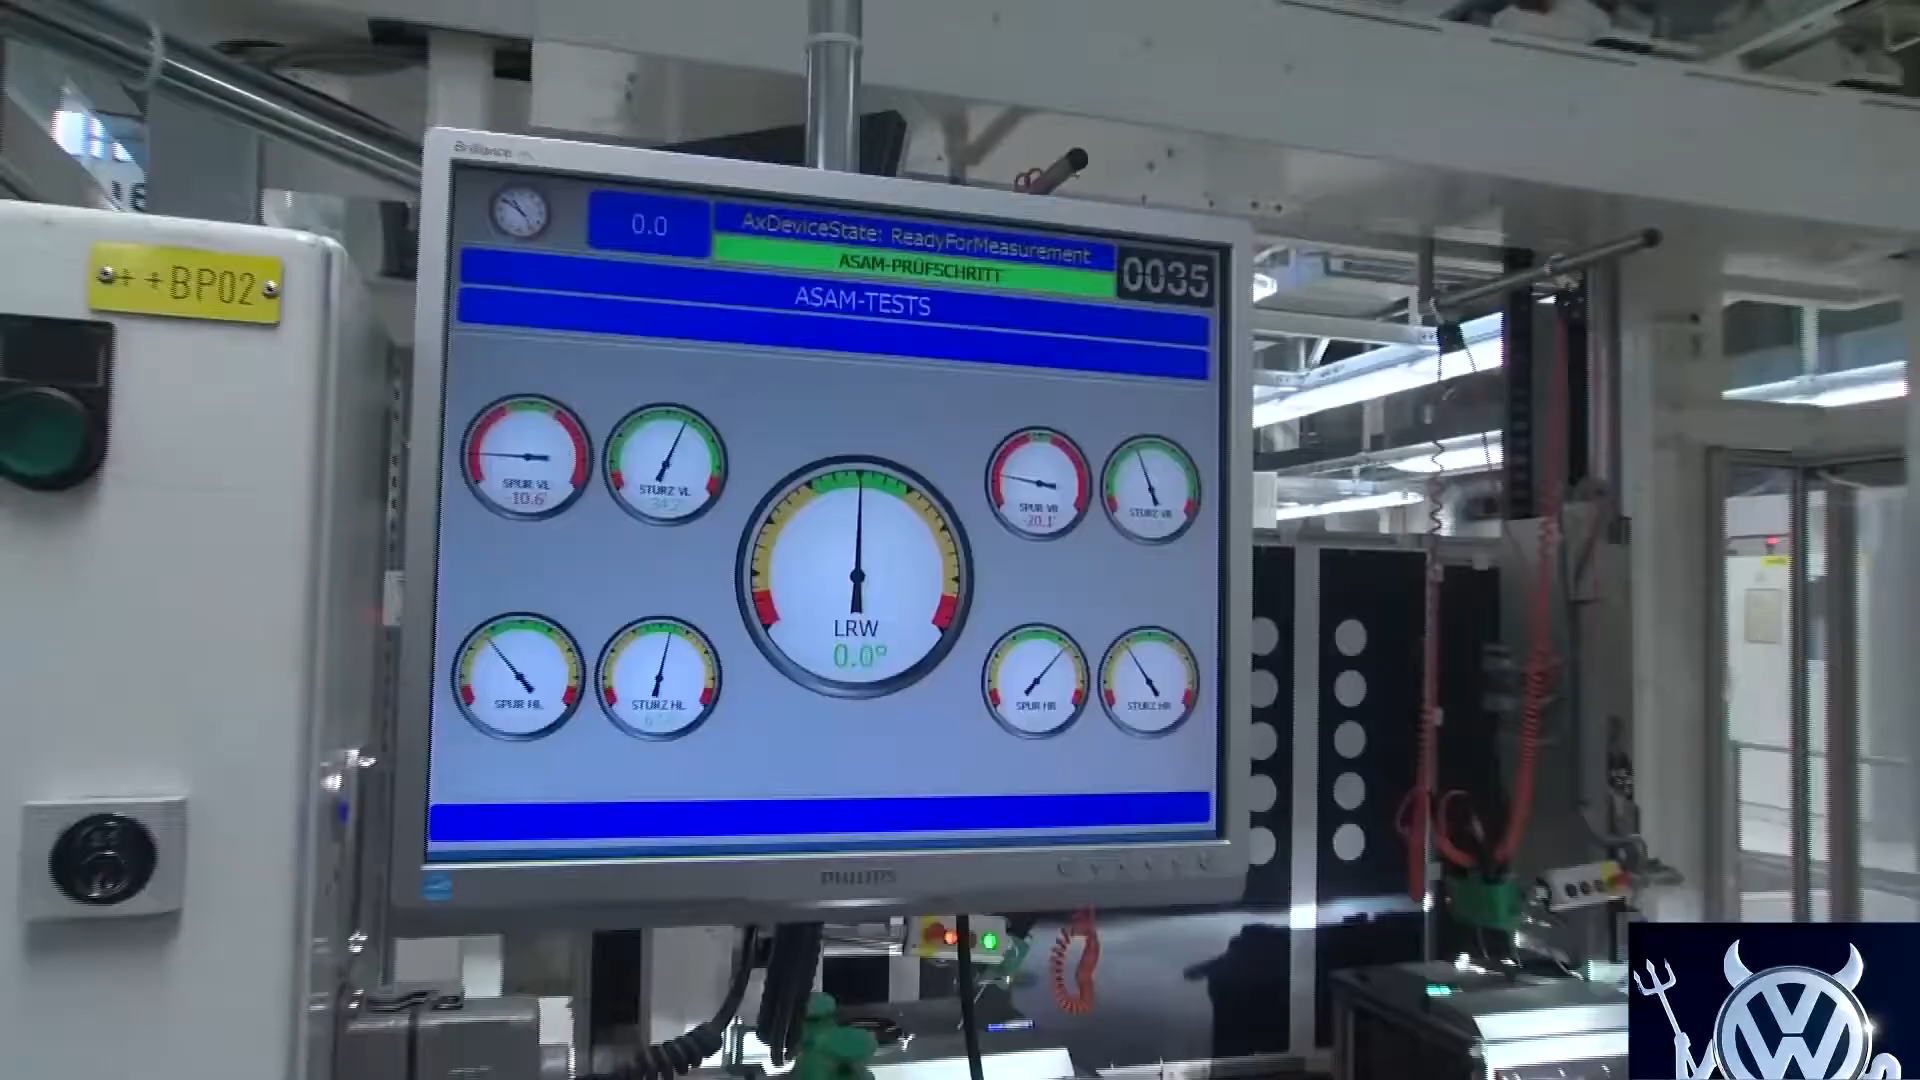 Brilliance
++BP02
0.0
AxDeviceState: ReadyForMeasurement
ASAM-PRÜFSCHRITT
0035
ASAM-TESTS
SPUR VL
-10.6'
STURZ VL
SPUR VR
-20.1'
STURZ VR
LRW
0.0°
SPUR HL
STURZ HL
SPUR HR
STURZ HR
PHILIPS